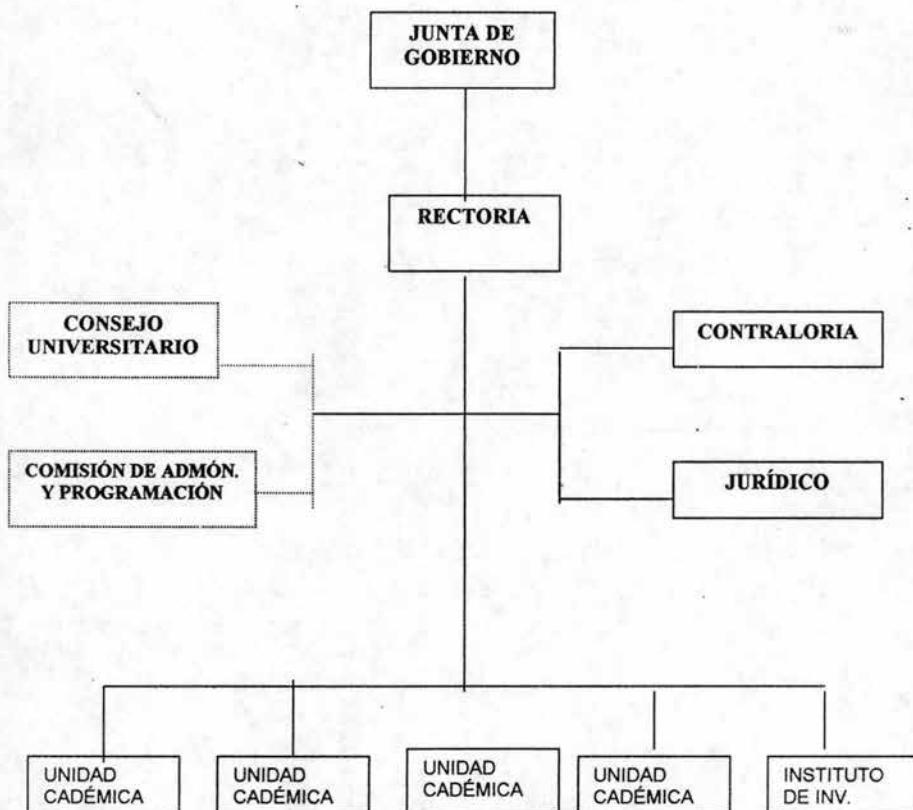 JUNTA DE
GOBIERNO
RECTORIA
CONSEJO
UNIVERSITARIO
CONTRALORIA
COMISIÓN DE ADMÓN.
Y PROGRAMACIÓN
JURÍDICO
UNIDAD
CADÉMICA
UNIDAD
CADÉMICA
UNIDAD
CADÉMICA
UNIDAD
CADÉMICA
INSTITUTO
DE INV.